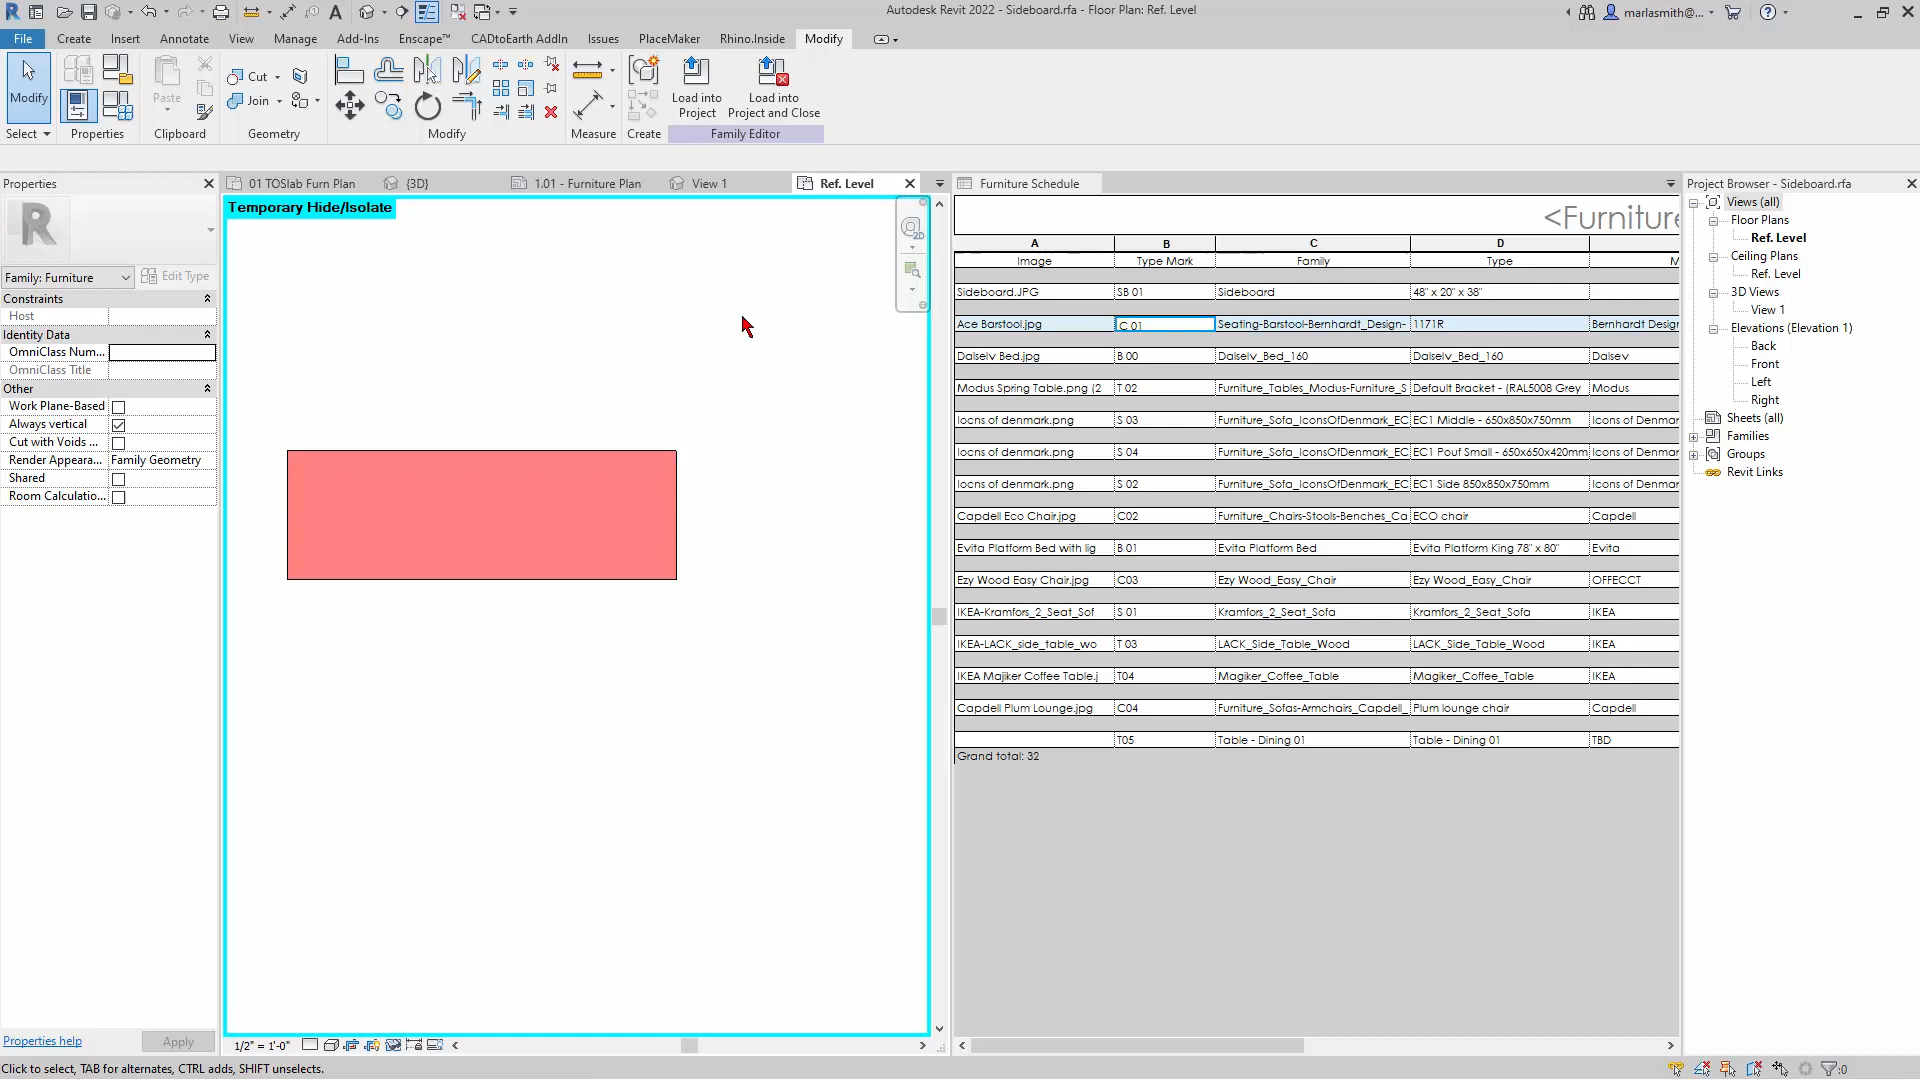 Autodesk Revit 2022 - Sideboard.rfa - Floor Plan: Ref. Level
marlasmith@...
File Create Insert Annotate View Manage Add-Ins Enscape™ CADtoEarth AddIn Issues PlaceMaker Rhino.Inside Modify
Modify
Paste
Cut
Join
Load into Project
Load into Project and Close
Select Properties Clipboard Geometry Modify Measure Create Family Editor
Properties
01 TOSlab Furn Plan {3D} 1.01 - Furniture Plan View 1 Ref. Level
Furniture Schedule
Project Browser - Sideboard.rfa
Family: Furniture Edit Type
Constraints
Host
Identity Data
OmniClass Num...
OmniClass Title
Other
Work Plane-Based
Always vertical
Cut with Voids ...
Render Appeara... Family Geometry
Shared
Room Calculatio...
Properties help Apply
Temporary Hide/Isolate
2D
1/2" = 1'-0"
<Furniture
A B C D
Image Type Mark Family Type M
Sideboard.JPG SB 01 Sideboard 48" x 20" x 38"
Ace Barstool.jpg C 01 Seating-Barstool-Bernhardt_Design- 1171R Bernhardt Design
Dalselv Bed.jpg B 00 Dalselv_Bed_160 Dalselv_Bed_160 Dalsev
Modus Spring Table.png (2 T 02 Furniture_Tables_Modus-Furniture_S Default Bracket - (RAL5008 Grey Modus
Iocns of denmark.png S 03 Furniture_Sofa_IconsOfDenmark_EC EC1 Middle - 650x850x750mm Icons of Denmar
Iocns of denmark.png S 04 Furniture_Sofa_IconsOfDenmark_EC EC1 Pouf Small - 650x650x420mm Icons of Denmar
Iocns of denmark.png S 02 Furniture_Sofa_IconsOfDenmark_EC EC1 Side 850x850x750mm Icons of Denmar
Capdell Eco Chair.jpg C02 Furniture_Chairs-Stools-Benches_Ca ECO chair Capdell
Evita Platform Bed with lig B 01 Evita Platform Bed Evita Platform King 78" x 80" Evita
Ezy Wood Easy Chair.jpg C03 Ezy Wood_Easy_Chair Ezy Wood_Easy_Chair OFFECCT
IKEA-Kramfors_2_Seat_Sof S 01 Kramfors_2_Seat_Sofa Kramfors_2_Seat_Sofa IKEA
IKEA-LACK_side_table_wo T 03 LACK_Side_Table_Wood LACK_Side_Table_Wood IKEA
IKEA Majiker Coffee Table.j T04 Magiker_Coffee_Table Magiker_Coffee_Table IKEA
Capdell Plum Lounge.jpg C04 Furniture_Sofas-Armchairs_Capdell_ Plum lounge chair Capdell
T05 Table - Dining 01 Table - Dining 01 TBD
Grand total: 32
Views (all)
Floor Plans
Ref. Level
Ceiling Plans
Ref. Level
3D Views
View 1
Elevations (Elevation 1)
Back
Front
Left
Right
Sheets (all)
Families
Groups
Revit Links
Click to select, TAB for alternates, CTRL adds, SHIFT unselects.
:0